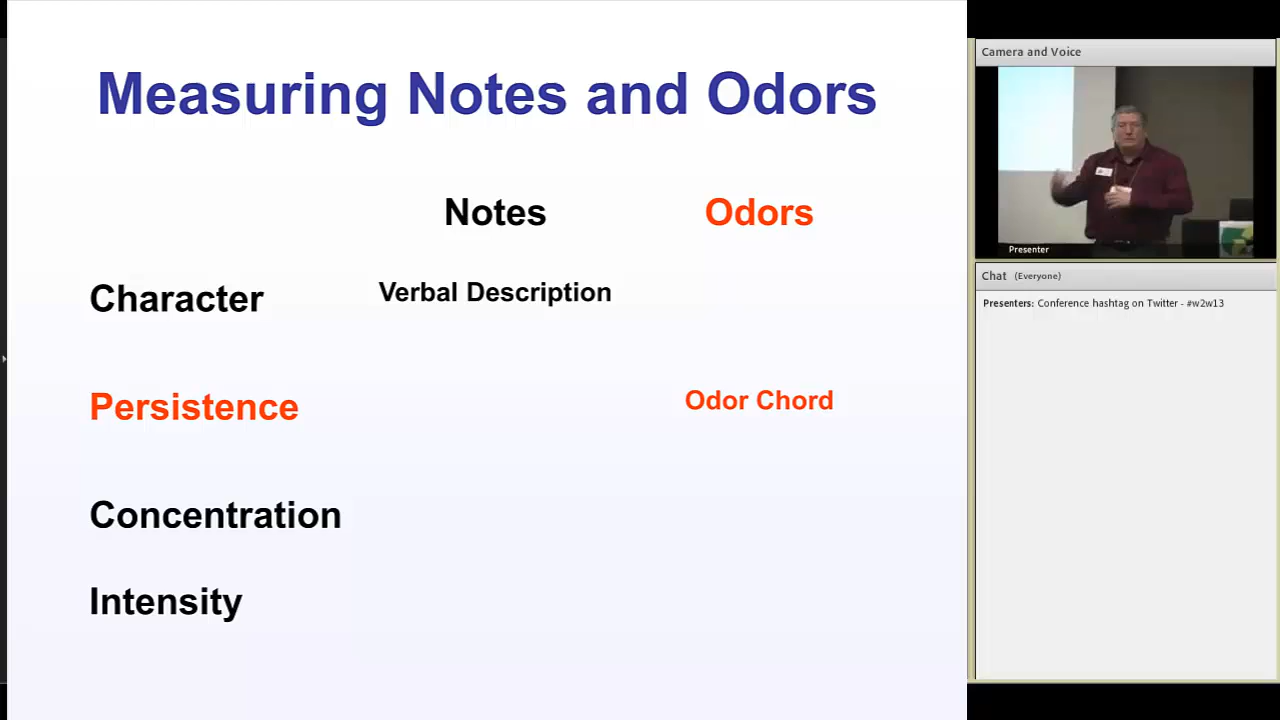 Measuring Notes and Odors
Notes
Odors
Character
Verbal Description
Persistence
Odor Chord
Concentration
Intensity
Camera and Voice
Presenter
Chat (Everyone)
Presenters: Conference hashtag on Twitter - #w2w13